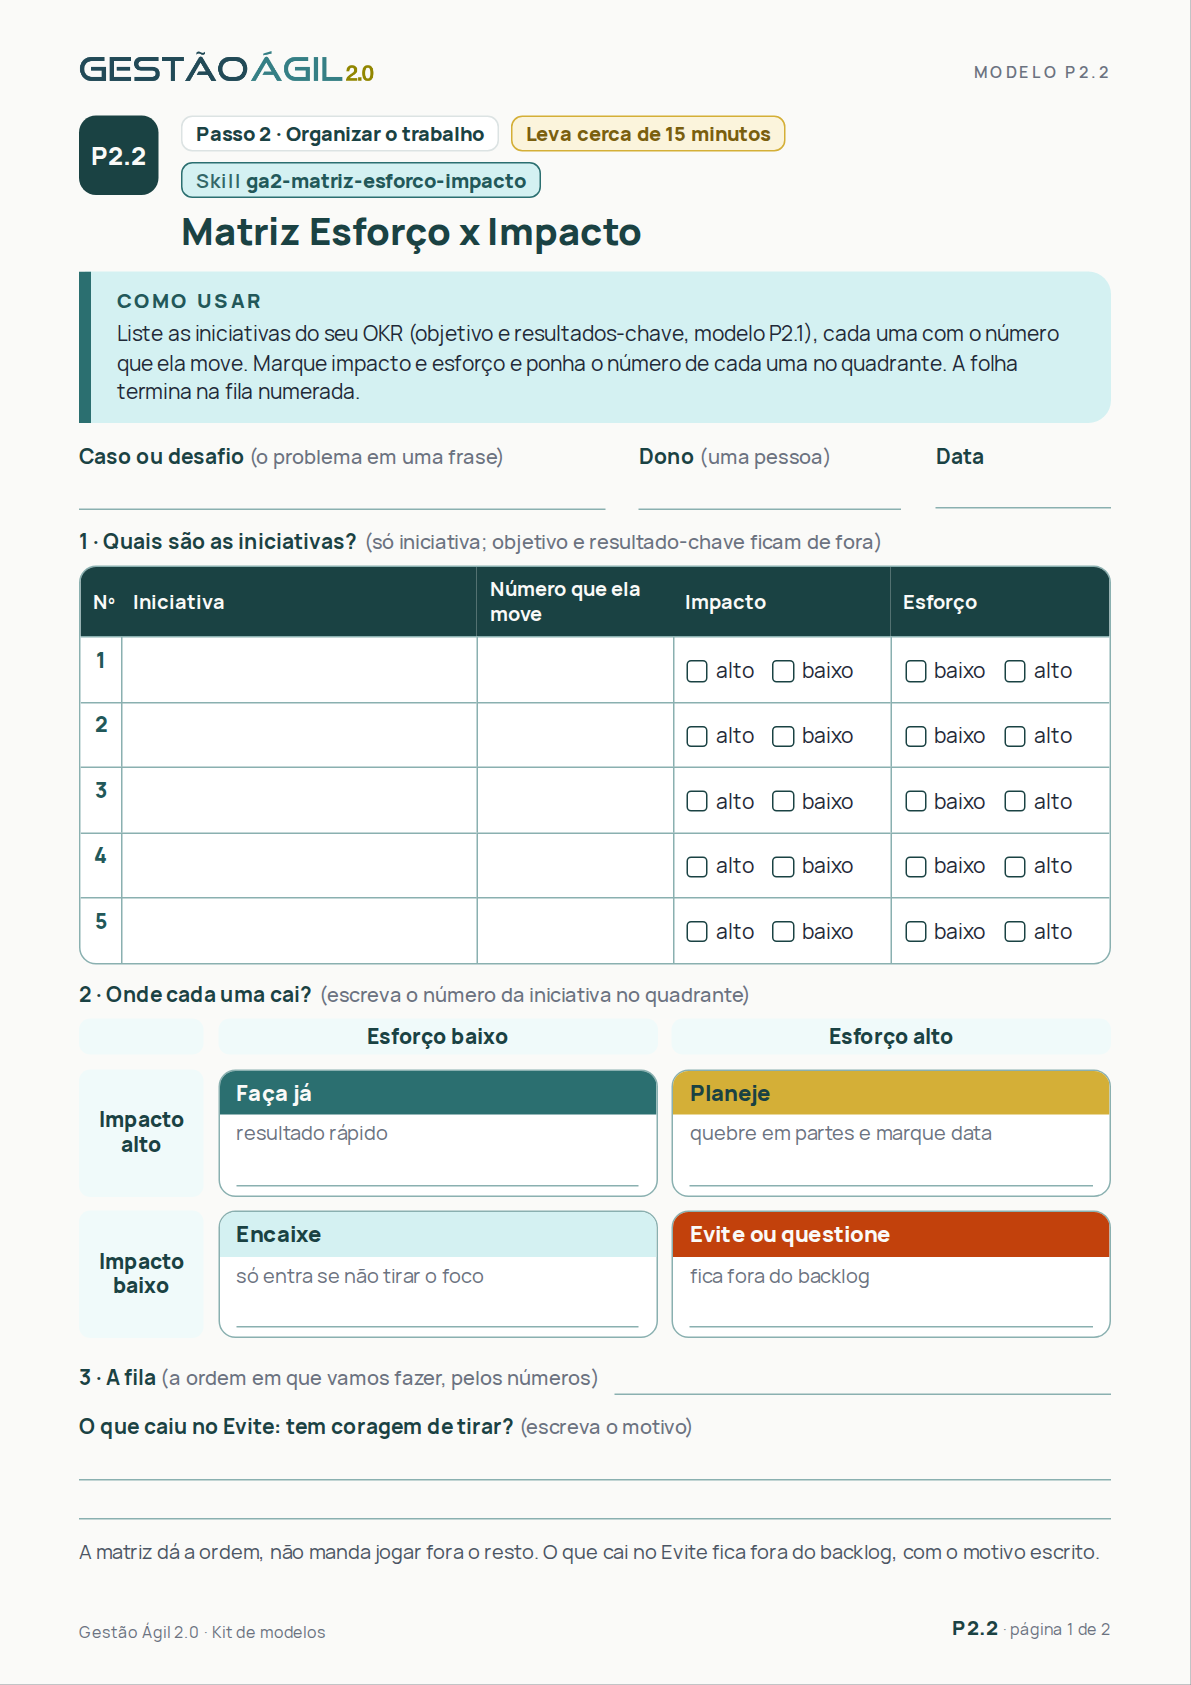 GESTÃOÁGIL2.0
MODELO P2.2
P2.2
Passo 2 · Organizar o trabalho
Leva cerca de 15 minutos
Skill ga2-matriz-esforco-impacto
Matriz Esforço x Impacto
COMO USAR
Liste as iniciativas do seu OKR (objetivo e resultados-chave, modelo P2.1), cada uma com o número
que ela move. Marque impacto e esforço e ponha o número de cada uma no quadrante. A folha
termina na fila numerada.
Caso ou desafio (o problema em uma frase)
Dono (uma pessoa)
Data
1 · Quais são as iniciativas? (só iniciativa; objetivo e resultado-chave ficam de fora)
Nº Iniciativa Número que ela move Impacto Esforço
1 alto baixo baixo alto
2 alto baixo baixo alto
3 alto baixo baixo alto
4 alto baixo baixo alto
5 alto baixo baixo alto
2 · Onde cada uma cai? (escreva o número da iniciativa no quadrante)
Esforço baixo
Esforço alto
Impacto
alto
Faça já
resultado rápido
Planeje
quebre em partes e marque data
Impacto
baixo
Encaixe
só entra se não tirar o foco
Evite ou questione
fica fora do backlog
3 · A fila (a ordem em que vamos fazer, pelos números)
O que caiu no Evite: tem coragem de tirar? (escreva o motivo)
A matriz dá a ordem, não manda jogar fora o resto. O que cai no Evite fica fora do backlog, com o motivo escrito.
Gestão Ágil 2.0 · Kit de modelos
P2.2 · página 1 de 2